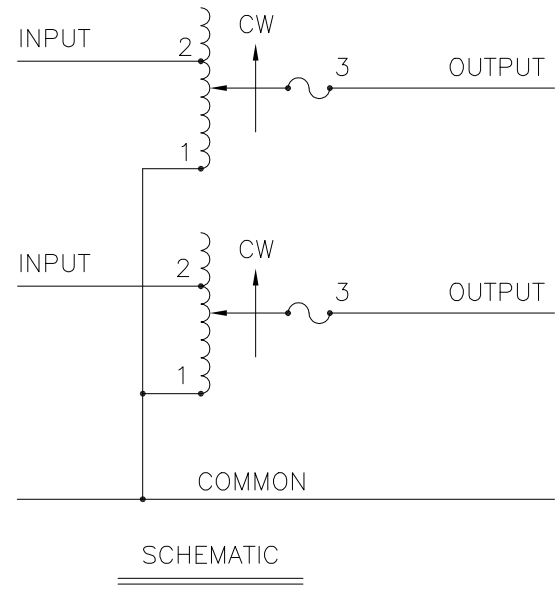 CW
INPUT
2
3
OUTPUT
1
CW
INPUT
2
3
OUTPUT
1
COMMON
SCHEMATIC